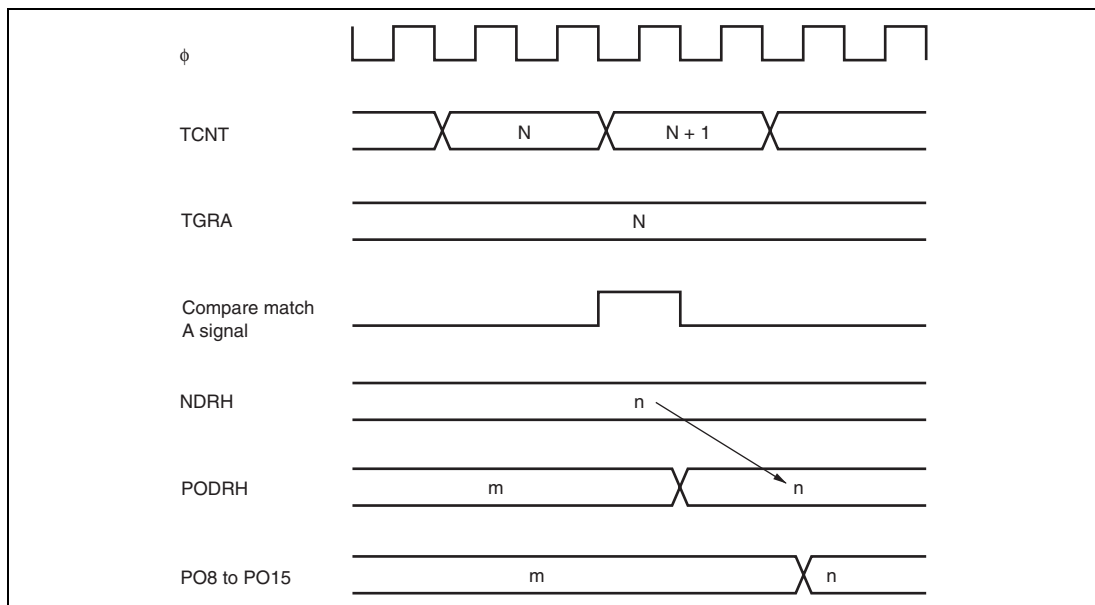 ϕ
TCNT
N
N + 1
TGRA
N
Compare match
A signal
NDRH
n
PODRH
m
n
PO8 to PO15
m
n